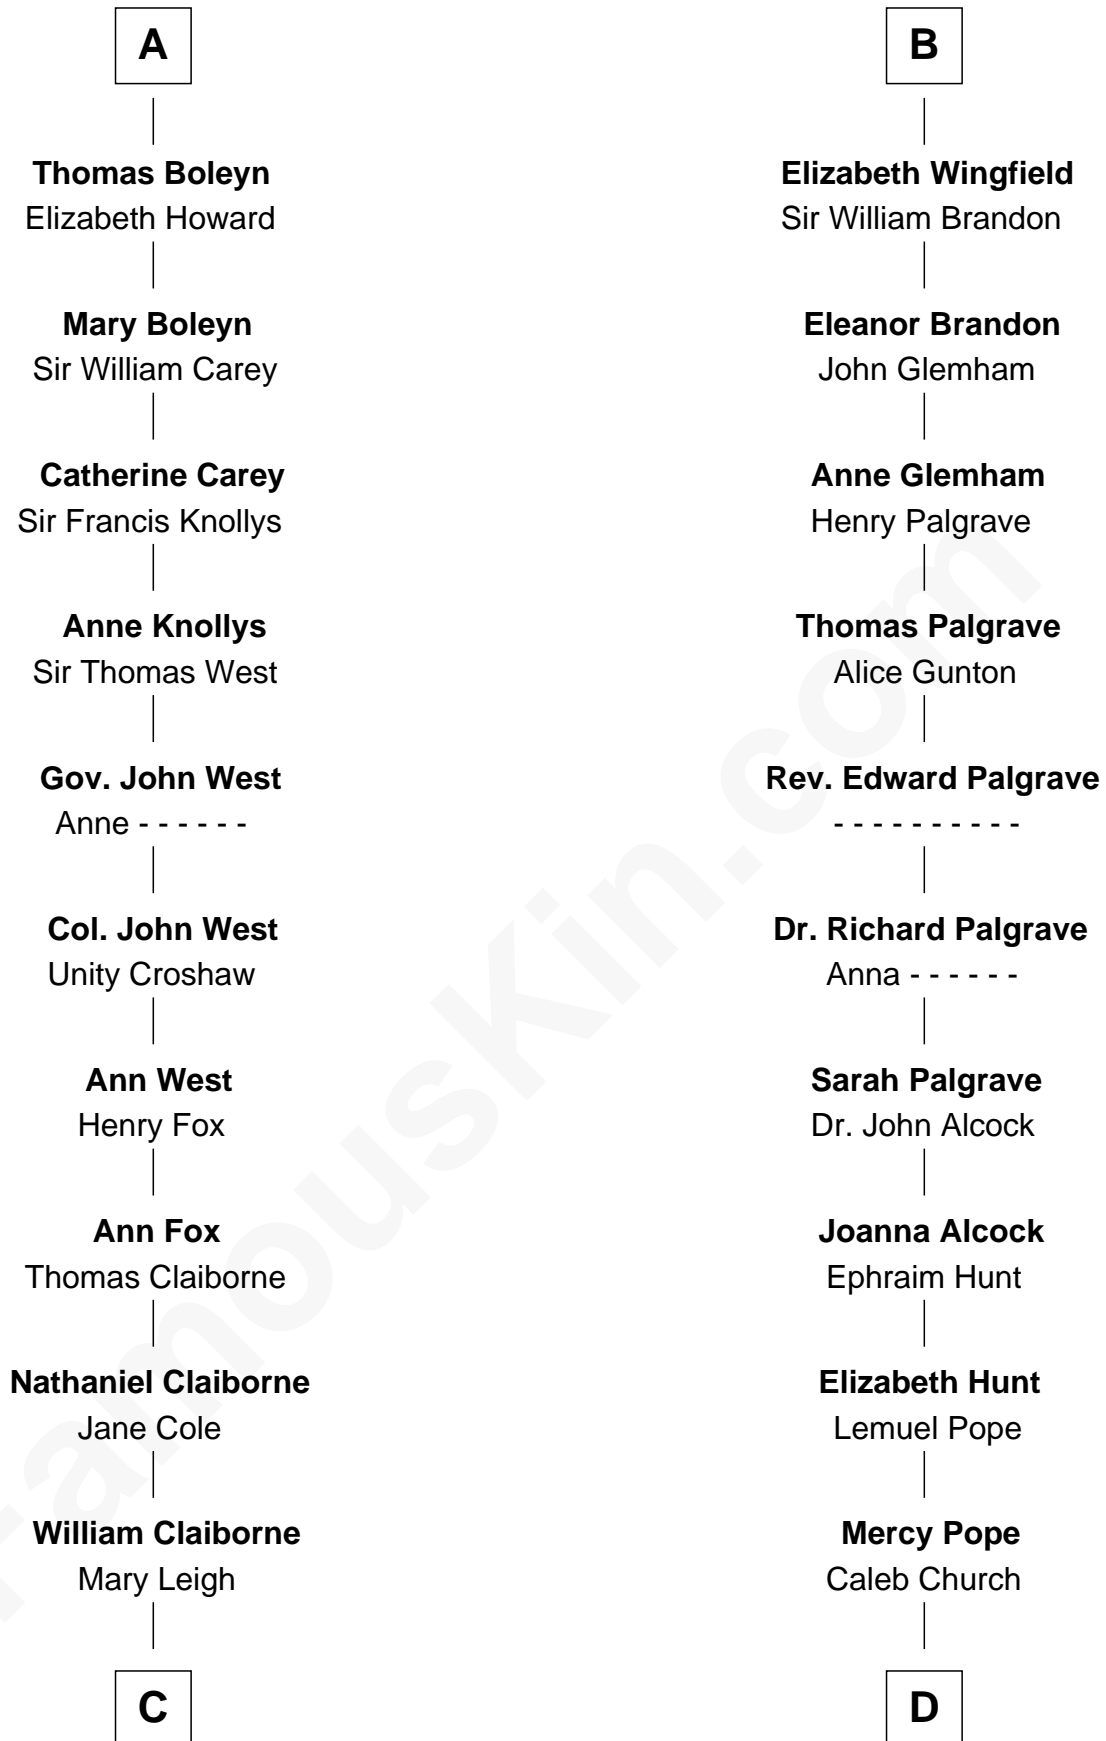 A
Thomas Boleyn
Elizabeth Howard
Mary Boleyn
Sir William Carey
Catherine Carey
Sir Francis Knollys
Anne Knollys
Sir Thomas West
Gov. John West
Anne - - - - - -
Col. John West
Unity Croshaw
Ann West
Henry Fox
Ann Fox
Thomas Claiborne
Nathaniel Claiborne
Jane Cole
William Claiborne
Mary Leigh
C
B
Elizabeth Wingfield
Sir William Brandon
Eleanor Brandon
John Glemham
Anne Glemham
Henry Palgrave
Thomas Palgrave
Alice Gunton
Rev. Edward Palgrave
- - - - - - - - - -
Dr. Richard Palgrave
Anna - - - - - -
Sarah Palgrave
Dr. John Alcock
Joanna Alcock
Ephraim Hunt
Elizabeth Hunt
Lemuel Pope
Mercy Pope
Caleb Church
D
FamousKin.com